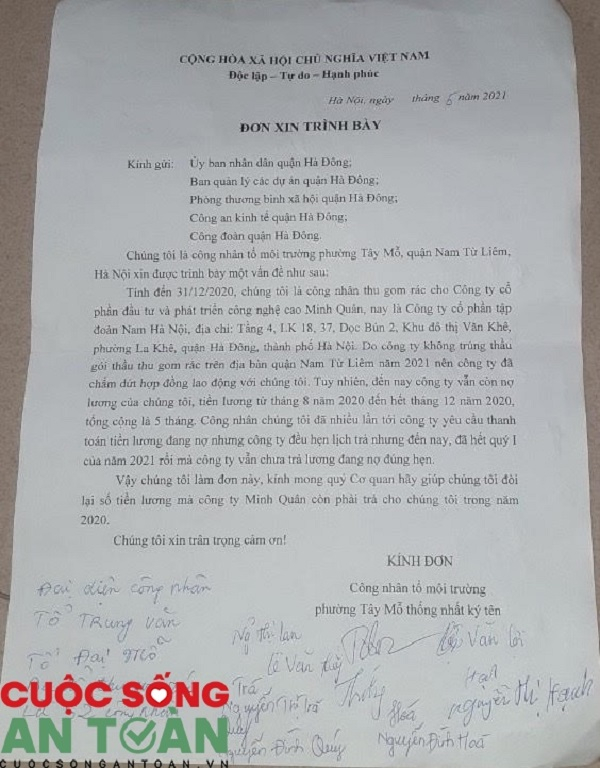 CỘNG HÒA XÃ HỘI CHỦ NGHĨA VIỆT NAM
Độc lập – Tự do – Hạnh phúc
Hà Nội, ngày tháng 6 năm 2021
ĐƠN XIN TRÌNH BÀY
Kính gửi: Ủy ban nhân dân quận Hà Đông;
Ban quản lý các dự án quận Hà Đông;
Phòng thương binh xã hội quận Hà Đông;
Công an kinh tế quận Hà Đông;
Công đoàn quận Hà Đông.
Chúng tôi là công nhân tổ môi trường phường Tây Mỗ, quận Nam Từ Liêm,
Hà Nội xin được trình bày một vấn đề như sau:
Tính đến 31/12/2020, chúng tôi là công nhân thu gom rác cho Công ty cổ
phần đầu tư và phát triển công nghệ cao Minh Quân, nay là Công ty cổ phần tập
đoàn Nam Hà Nội, địa chỉ: Tầng 4, LK 18, 37, Dọc Bún 2, Khu đô thị Văn Khê,
phường La Khê, quận Hà Đông, thành phố Hà Nội. Do công ty không trúng thầu
gói thầu thu gom rác trên địa bàn quận Nam Từ Liêm năm 2021 nên công ty đã
chấm dứt hợp đồng lao động với chúng tôi. Tuy nhiên, đến nay công ty vẫn còn nợ
lương của chúng tôi, tiền lương từ tháng 8 năm 2020 đến hết tháng 12 năm 2020,
tổng cộng là 5 tháng. Công nhân chúng tôi đã nhiều lần tới công ty yêu cầu thanh
toán tiền lương đang nợ nhưng công ty đều hẹn lịch trả nhưng đến nay, đã hết quý I
của năm 2021 rồi mà công ty vẫn chưa trả lương đang nợ đúng hẹn.
Vậy chúng tôi làm đơn này, kính mong quý Cơ quan hãy giúp chúng tôi đòi
lại số tiền lương mà công ty Minh Quân còn phải trả cho chúng tôi trong năm
2020.
Chúng tôi xin trân trọng cảm ơn!
KÍNH ĐƠN
Công nhân tổ môi trường
phường Tây Mỗ thống nhất ký tên
Đại diện công nhân
Tổ Trung văn
Tổ Đại Mỗ
Lê Văn
Trá
Nguyễn Thị Trá
Thủy
Hoá
Nguyễn Thị Hạnh
Nguyễn Đình Quý
Nguyễn Đình Hoá
CUỘC SỐNG
AN TOÀN
CUOCSONGANTOAN.VN